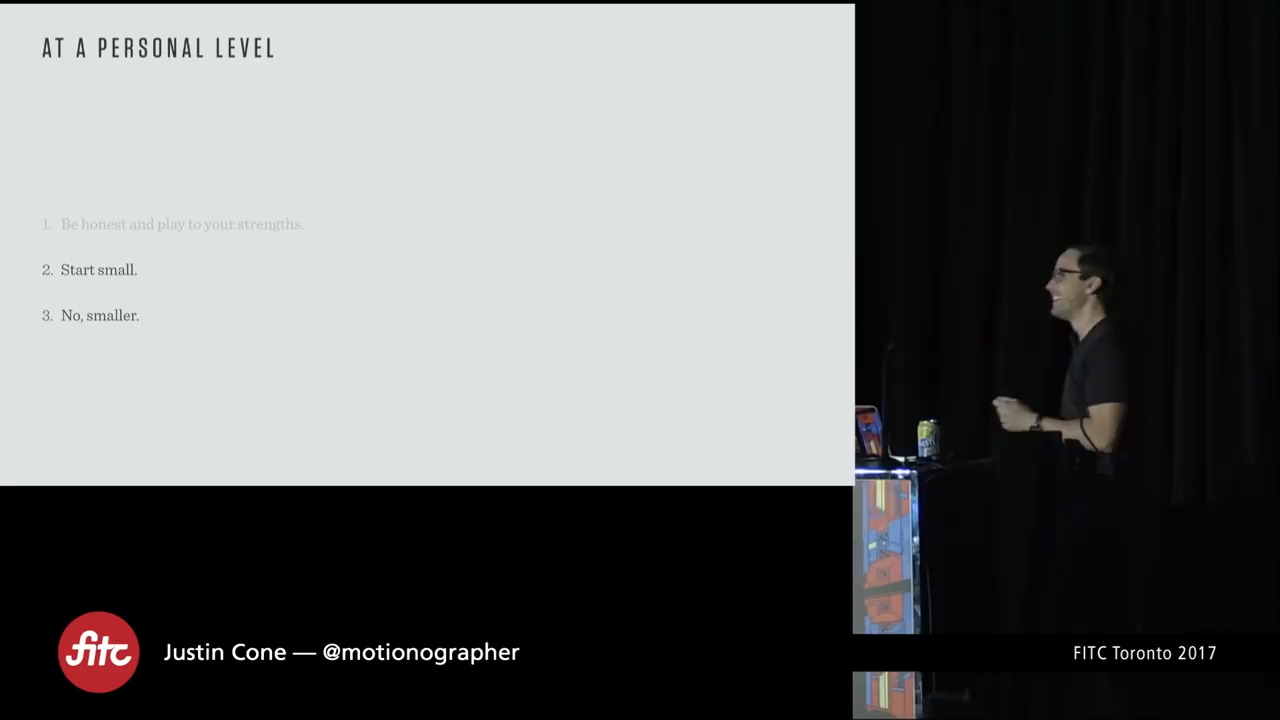 AT A PERSONAL LEVEL
1. Be honest and play to your strengths.
2. Start small.
3. No, smaller.
fitc
Justin Cone — @motionographer
FITC Toronto 2017